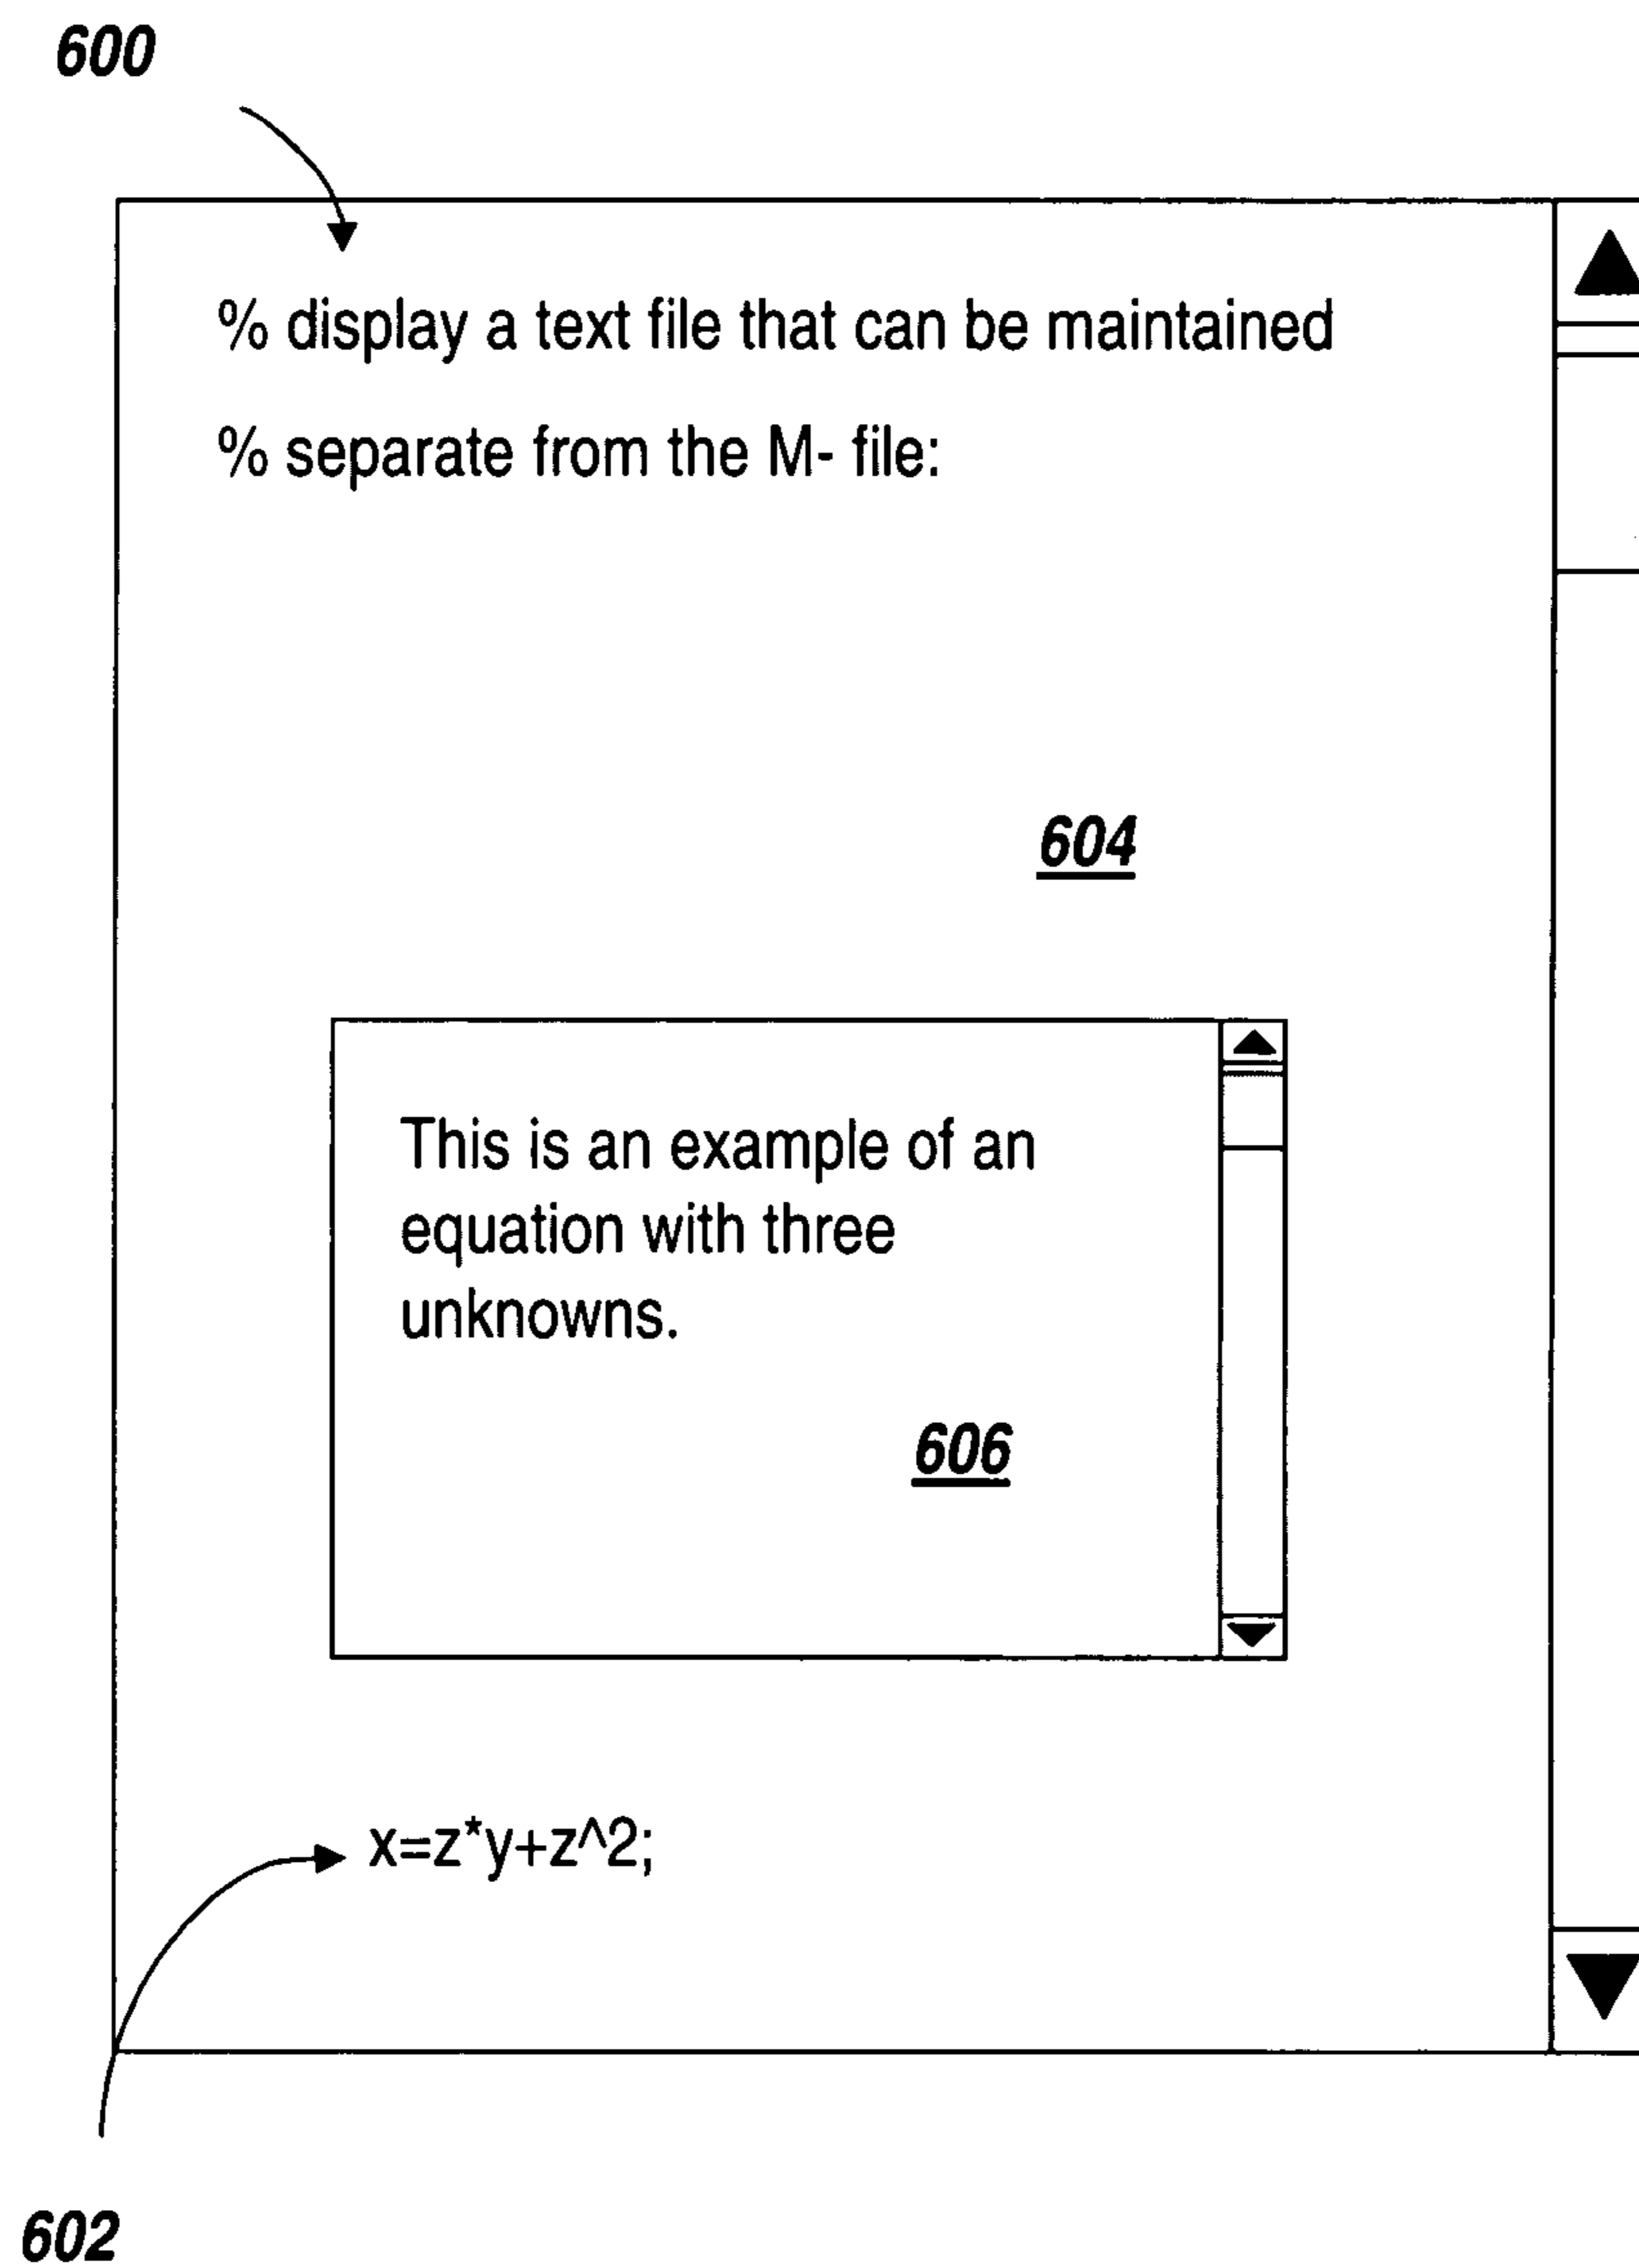 600
% display a text file that can be maintained
% separate from the M- file:
604
This is an example of an
equation with three
unknowns.
606
x=z*y+z^2;
602